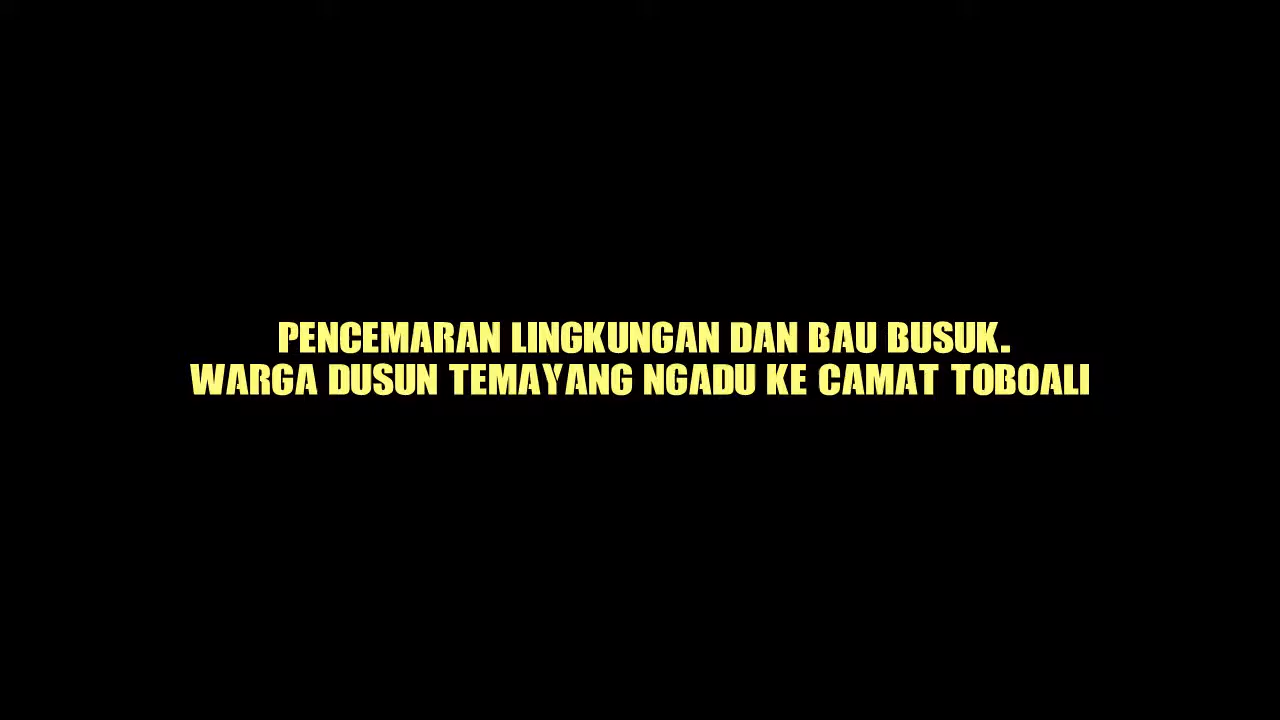 PENCEMARAN LINGKUNGAN DAN BAU BUSUK.
WARGA DUSUN TEMAYANG NGADU KE CAMAT TOBOALI